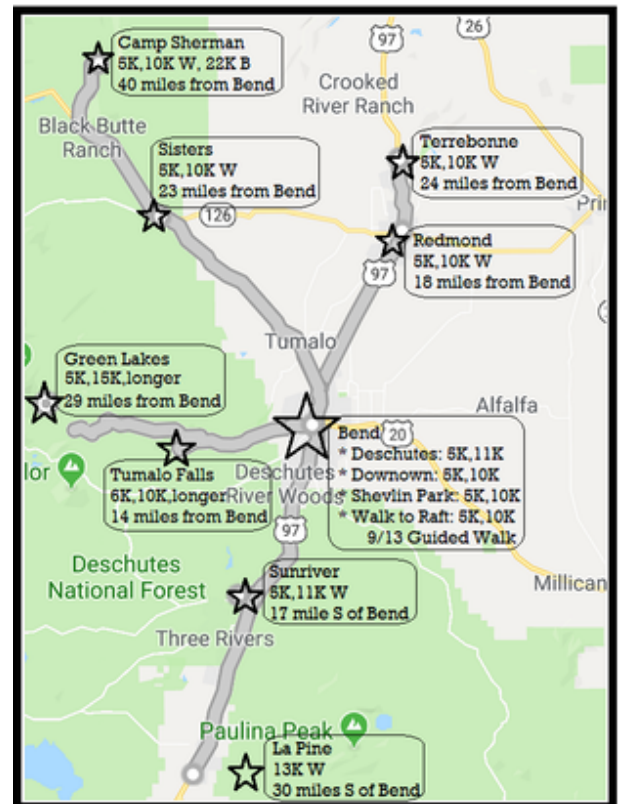 Camp Sherman
5K,10K W, 22K B
40 miles from Bend
97
26
Crooked
River Ranch
Black Butte
Ranch
Sisters
5K,10K W
23 miles from Bend
126
Terrebonne
5K,10K W
24 miles from Bend
Prin
Redmond
5K,10K W
18 miles from Bend
97
Tumalo
Green Lakes
5K,15K,longer
29 miles from Bend
Alfalfa
20
Bend
* Deschutes: 5K,11K
* Downown: 5K,10K
* Shevlin Park: 5K,10K
* Walk to Raft: 5K,10K
9/13 Guided Walk
lor
Tumalo Falls
6K,10K,longer
14 miles from Bend
Deschutes
River Woods
97
Deschutes
National Forest
Sunriver
5K,11K W
17 mile S of Bend
Millican
Three Rivers
Paulina Peak
La Pine
13K W
30 miles S of Bend